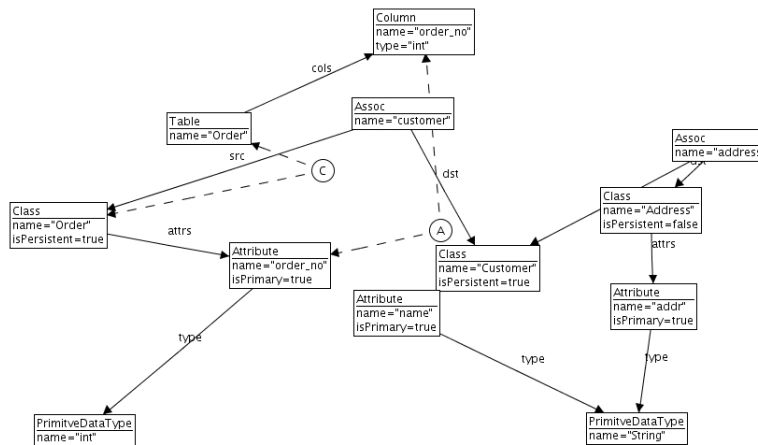 Column
name="order_no"
type="int"
cols
Table
name="Order"
Assoc
name="customer"
src
C
dst
Assoc
name="address
Class
name="Order"
isPersistent=true
attrs
Class
name="Address"
isPersistent=false
attrs
A
Attribute
name="order_no"
isPrimary=true
Class
name="Customer"
isPersistent=true
Attribute
name="name"
isPrimary=true
Attribute
name="addr"
isPrimary=true
type
type
type
PrimitveDataType
name="int"
PrimitveDataType
name="String"